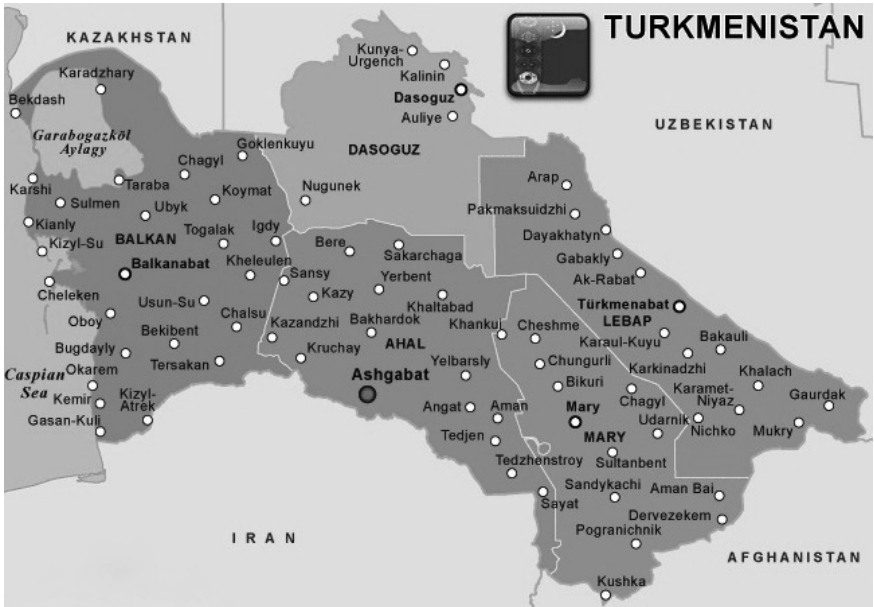 TURKMENISTAN
KAZAKHSTAN
Karadzhary
Kunya-
Urgench
Kalinin
Bekdash
Dasoguz
Auliye
UZBEKISTAN
Garabogazköl
Aylagy
Goklenkuyu
DASOGUZ
Chagyl
Arap
Karshi
Taraba
Koymat
Nugunek
Sulmen
Ubyk
Pakmaksuidzhi
Kianly
Togalak
Igdy
Dayakhatyn
BALKAN
Bere
Kizyl-Su
Sakarchaga
Gabakly
Balkanabat
Kheleulen
Sansy
Yerbent
Ak-Rabat
Cheleken
Usun-Su
Kazy
Khaltabad
Türkmenabat
LEBAP
Oboy
Chalsu
Kazandzhi
Bakhardok
Khankui
Cheshme
Karaul-Kuyu
Bakauli
Bekibent
AHAL
Bugdayly
Tersakan
Kruchay
Yelbarsly
Chungurli
Karkinadzhi
Khalach
Caspian
Sea
Okarem
Ashgabat
Bikuri
Chagyl
Karamet-
Niyaz
Gaurdak
Kemir
Kizyl-
Atrek
Angat
Aman
Mary
Udarnik
Nichko
Mukry
Gasan-Kuli
Tedjen
MARY
Sultanbent
Tedzhenstroy
Sandykachi
Aman Bai
Sayat
Dervezekem
Pogranichnik
IRAN
AFGHANISTAN
Kushka